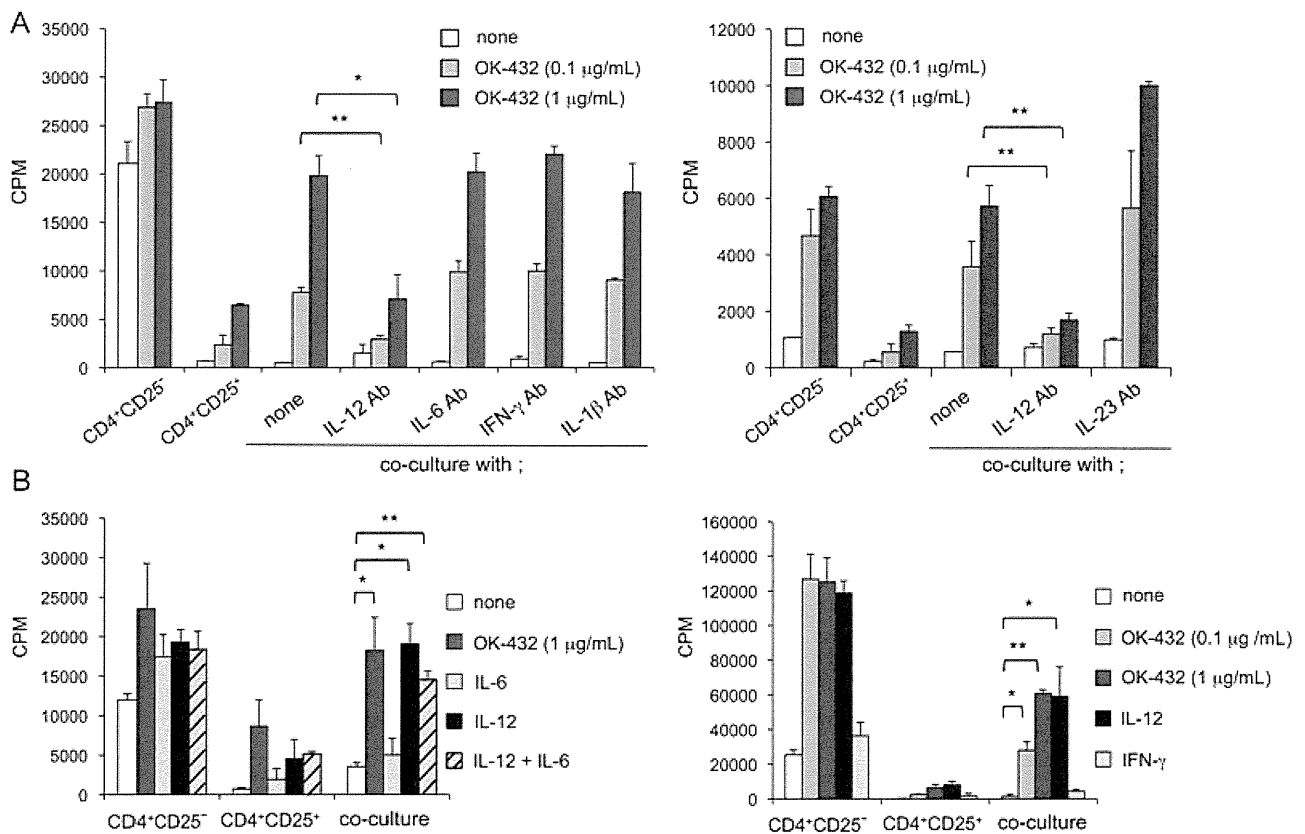 A
35000
30000
25000
20000
15000
10000
5000
0
CPM
none
OK-432 (0.1 μg/mL)
OK-432 (1 μg/mL)
*
**
CD4+CD25-
CD4+CD25+
none
IL-12 Ab
IL-6 Ab
IFN-γ Ab
IL-1β Ab
co-culture with ;
12000
10000
8000
6000
4000
2000
0
CPM
none
OK-432 (0.1 μg/mL)
OK-432 (1 μg/mL)
**
**
CD4+CD25-
CD4+CD25+
none
IL-12 Ab
IL-23 Ab
co-culture with ;
B
35000
30000
25000
20000
15000
10000
5000
0
CPM
**
*
*
none
OK-432 (1 μg/mL)
IL-6
IL-12
IL-12 + IL-6
CD4+CD25-
CD4+CD25+
co-culture
160000
140000
120000
100000
80000
60000
40000
20000
0
CPM
*
**
*
none
OK-432 (0.1 μg /mL)
OK-432 (1 μg/mL)
IL-12
IFN-γ
CD4+CD25-
CD4+CD25+
co-culture